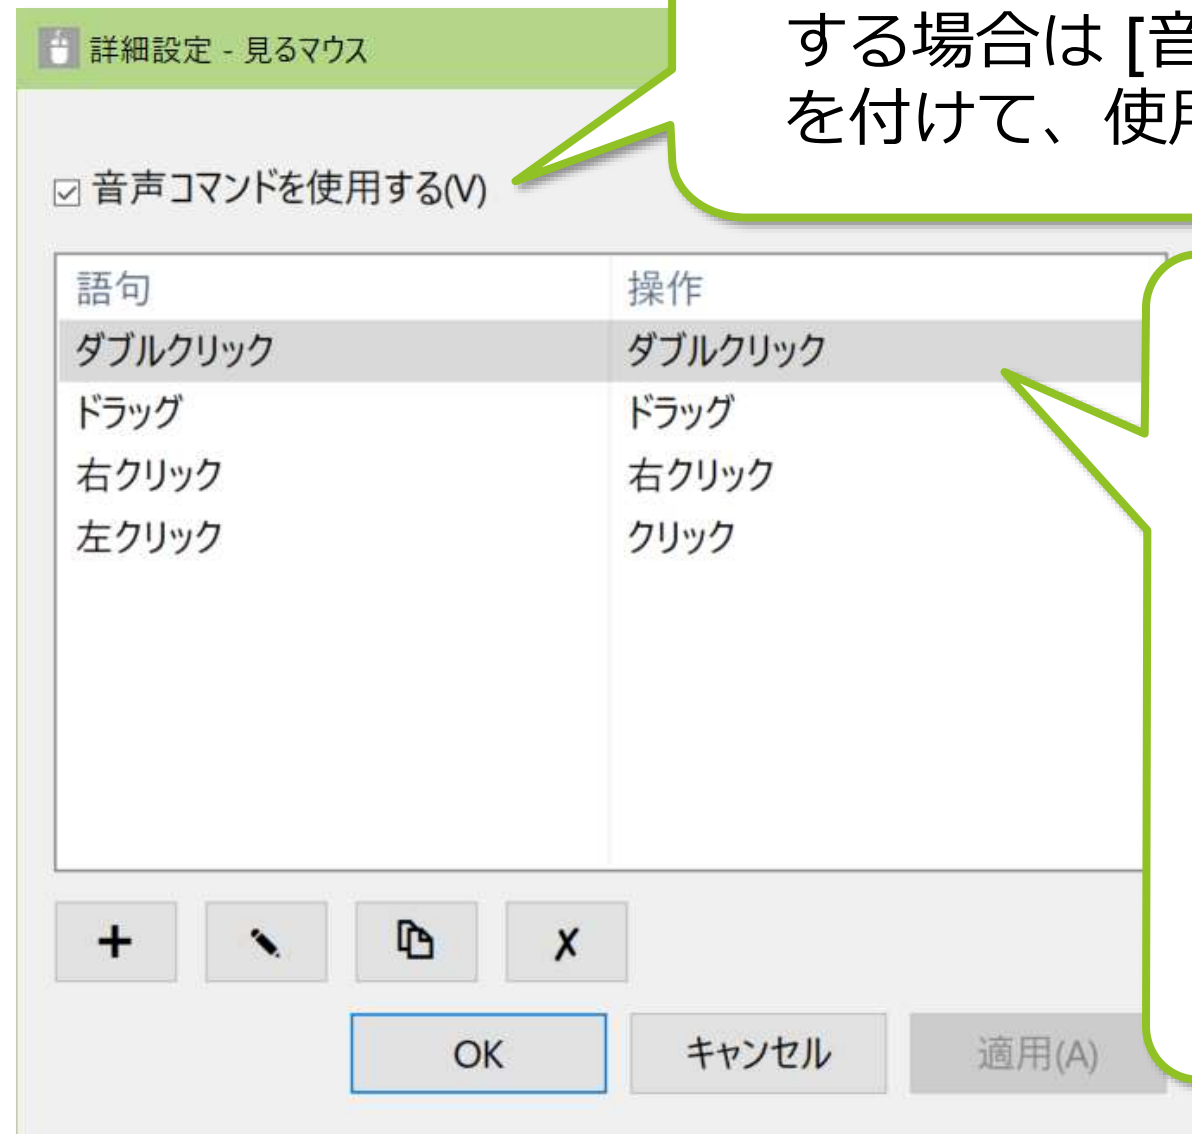 詳細設定 - 見るマウス
する場合は [音
を付けて、使
音声コマンドを使用する(V)
語句 操作
ダブルクリック ダブルクリック
ドラッグ ドラッグ
右クリック 右クリック
左クリック クリック
OK キャンセル 適用(A)